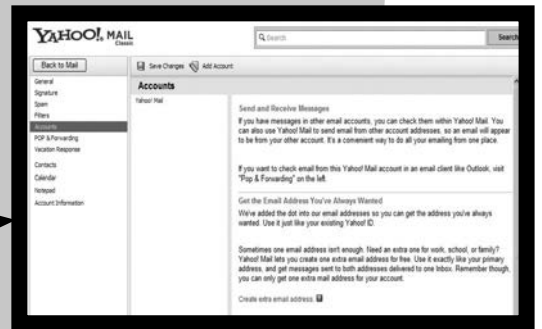 YAHOO! MAIL
Classic
Search
Search
Back to Mail
Save Changes
Add Account
General
Signature
Spam
Filters
Accounts
POP & Forwarding
Vacation Response
Contacts
Calendar
Notepad
Account Information
Accounts
Yahoo! Mail
Send and Receive Messages
If you have messages in other email accounts, you can check them within Yahoo! Mail. You
can also use Yahoo! Mail to send email from other account addresses, so an email will appear
to be from your other account. It's a convenient way to do all your emailing from one place.
If you want to check email from this Yahoo! Mail account in an email client like Outlook, visit
"Pop & Forwarding" on the left.
Get the Email Address You've Always Wanted
We've added the dot into our email addresses so you can get the address you've always
wanted. Use it just like your existing Yahoo! ID.
Sometimes one email address isn't enough. Need an extra one for work, school, or family?
Yahoo! Mail lets you create one extra email address for free. Use it exactly like your primary
address, and get messages sent to both addresses delivered to one Inbox. Remember though,
you can only get one extra mail address for your account.
Create extra email address.